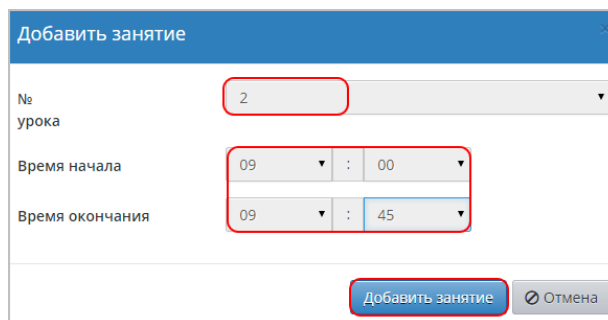 Добавить занятие
№ 2
урока
Время начала 09 : 00
Время окончания 09 : 45
Добавить занятие Отмена